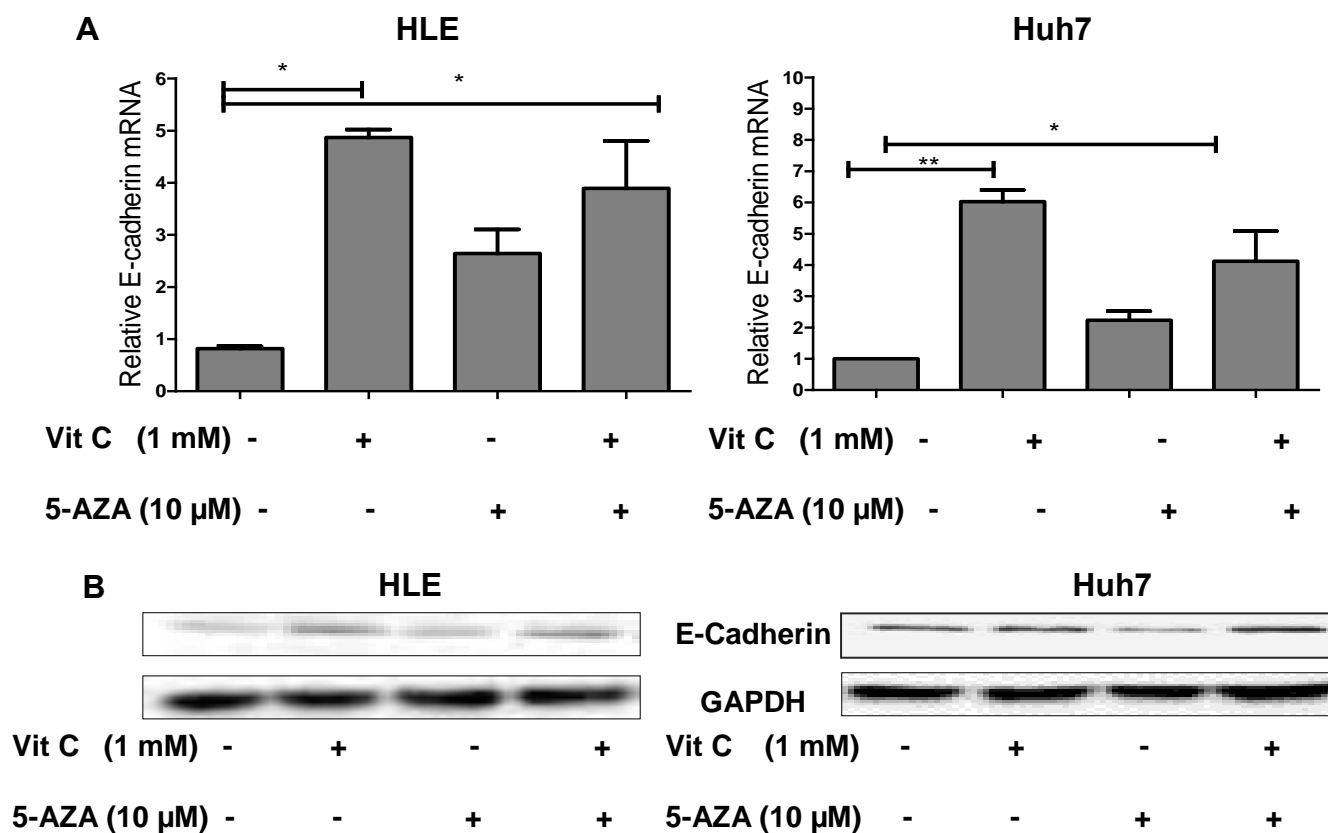 A
HLE
Relative E-cadherin mRNA
6
5
4
3
2
1
0
*
*
Vit C (1 mM) - + - +
5-AZA (10 µM) - - + +
Huh7
Relative E-cadherin mRNA
10
9
8
7
6
5
4
3
2
1
0
**
*
Vit C (1 mM) - + - +
5-AZA (10 µM) - - + +
B
HLE
Huh7
E-Cadherin
GAPDH
Vit C (1 mM) - + - +
Vit C (1 mM) - + - +
5-AZA (10 µM) - - + +
5-AZA (10 µM) - - + +